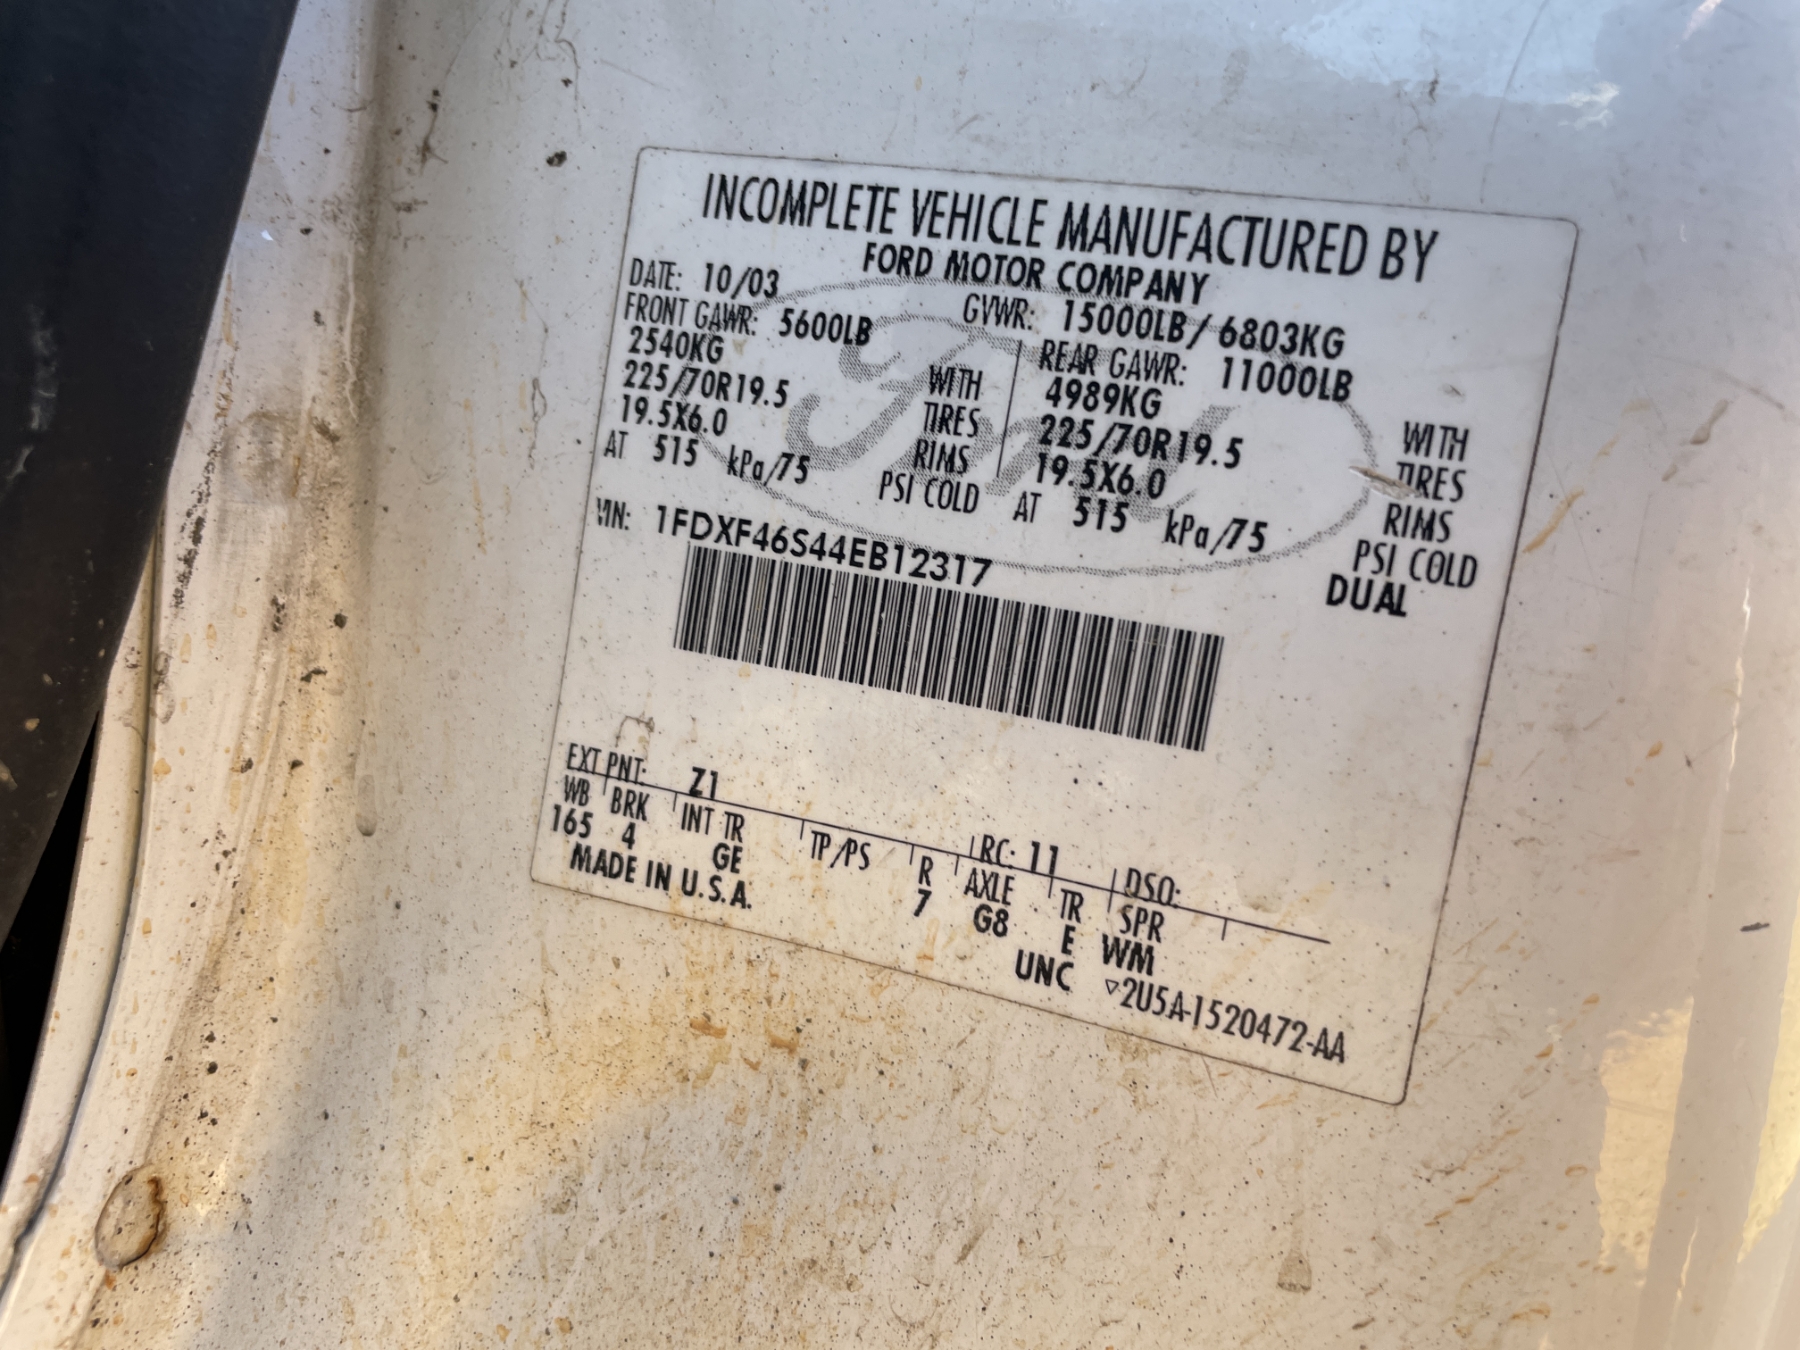 INCOMPLETE VEHICLE MANUFACTURED BY
FORD MOTOR COMPANY
DATE: 10/03
GVWR: 15000LB / 6803KG
FRONT GAWR: 5600LB
2540KG WITH
225/70R19.5 TIRES
19.5X6.0 RIMS
AT 515 kPa/75 PSI COLD
REAR GAWR: 11000LB
4989KG WITH
225/70R19.5 TIRES
19.5X6.0 RIMS
AT 515 kPa/75 PSI COLD
DUAL
VIN: 1FDXF46S44EB12317
EXT PNT: Z1 RC: 11 DSO:
WB BRK INT TR TP/PS R AXLE TR SPR
165 4 GE 7 G8 E WM
MADE IN U.S.A. UNC ▽2U5A-1520472-AA
Ford